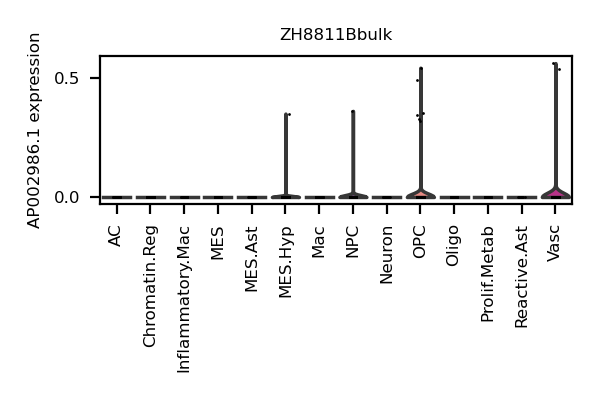 ZH8811Bbulk
AP002986.1 expression
0.5
0.0
AC
Chromatin.Reg
Inflammatory.Mac
MES
MES.Ast
MES.Hyp
Mac
NPC
Neuron
OPC
Oligo
Prolif.Metab
Reactive.Ast
Vasc